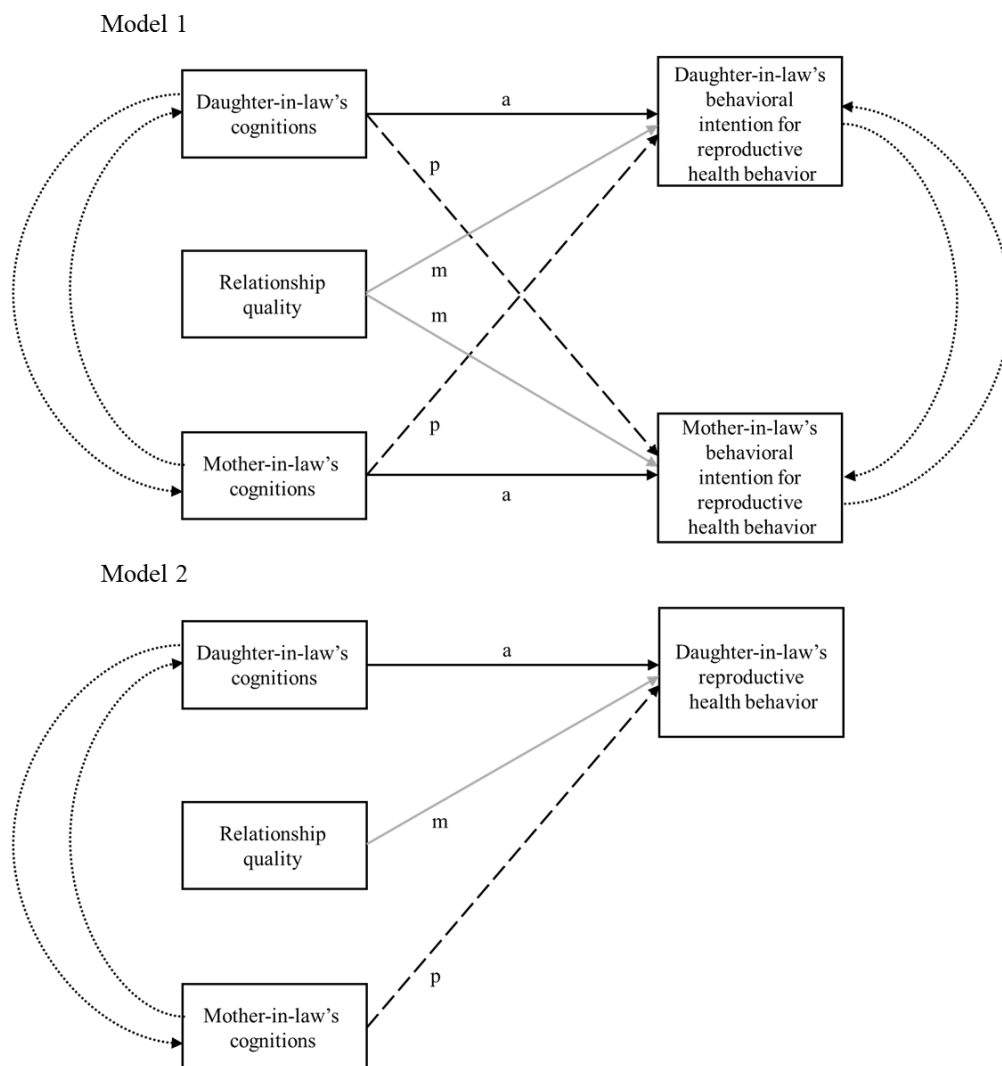 Model 1
Daughter-in-law's
cognitions
a
Daughter-in-law's
behavioral
intention for
reproductive
health behavior
p
Relationship
quality
m
m
p
Mother-in-law's
cognitions
a
Mother-in-law's
behavioral
intention for
reproductive
health behavior
Model 2
Daughter-in-law's
cognitions
a
Daughter-in-law's
reproductive
health behavior
Relationship
quality
m
p
Mother-in-law's
cognitions